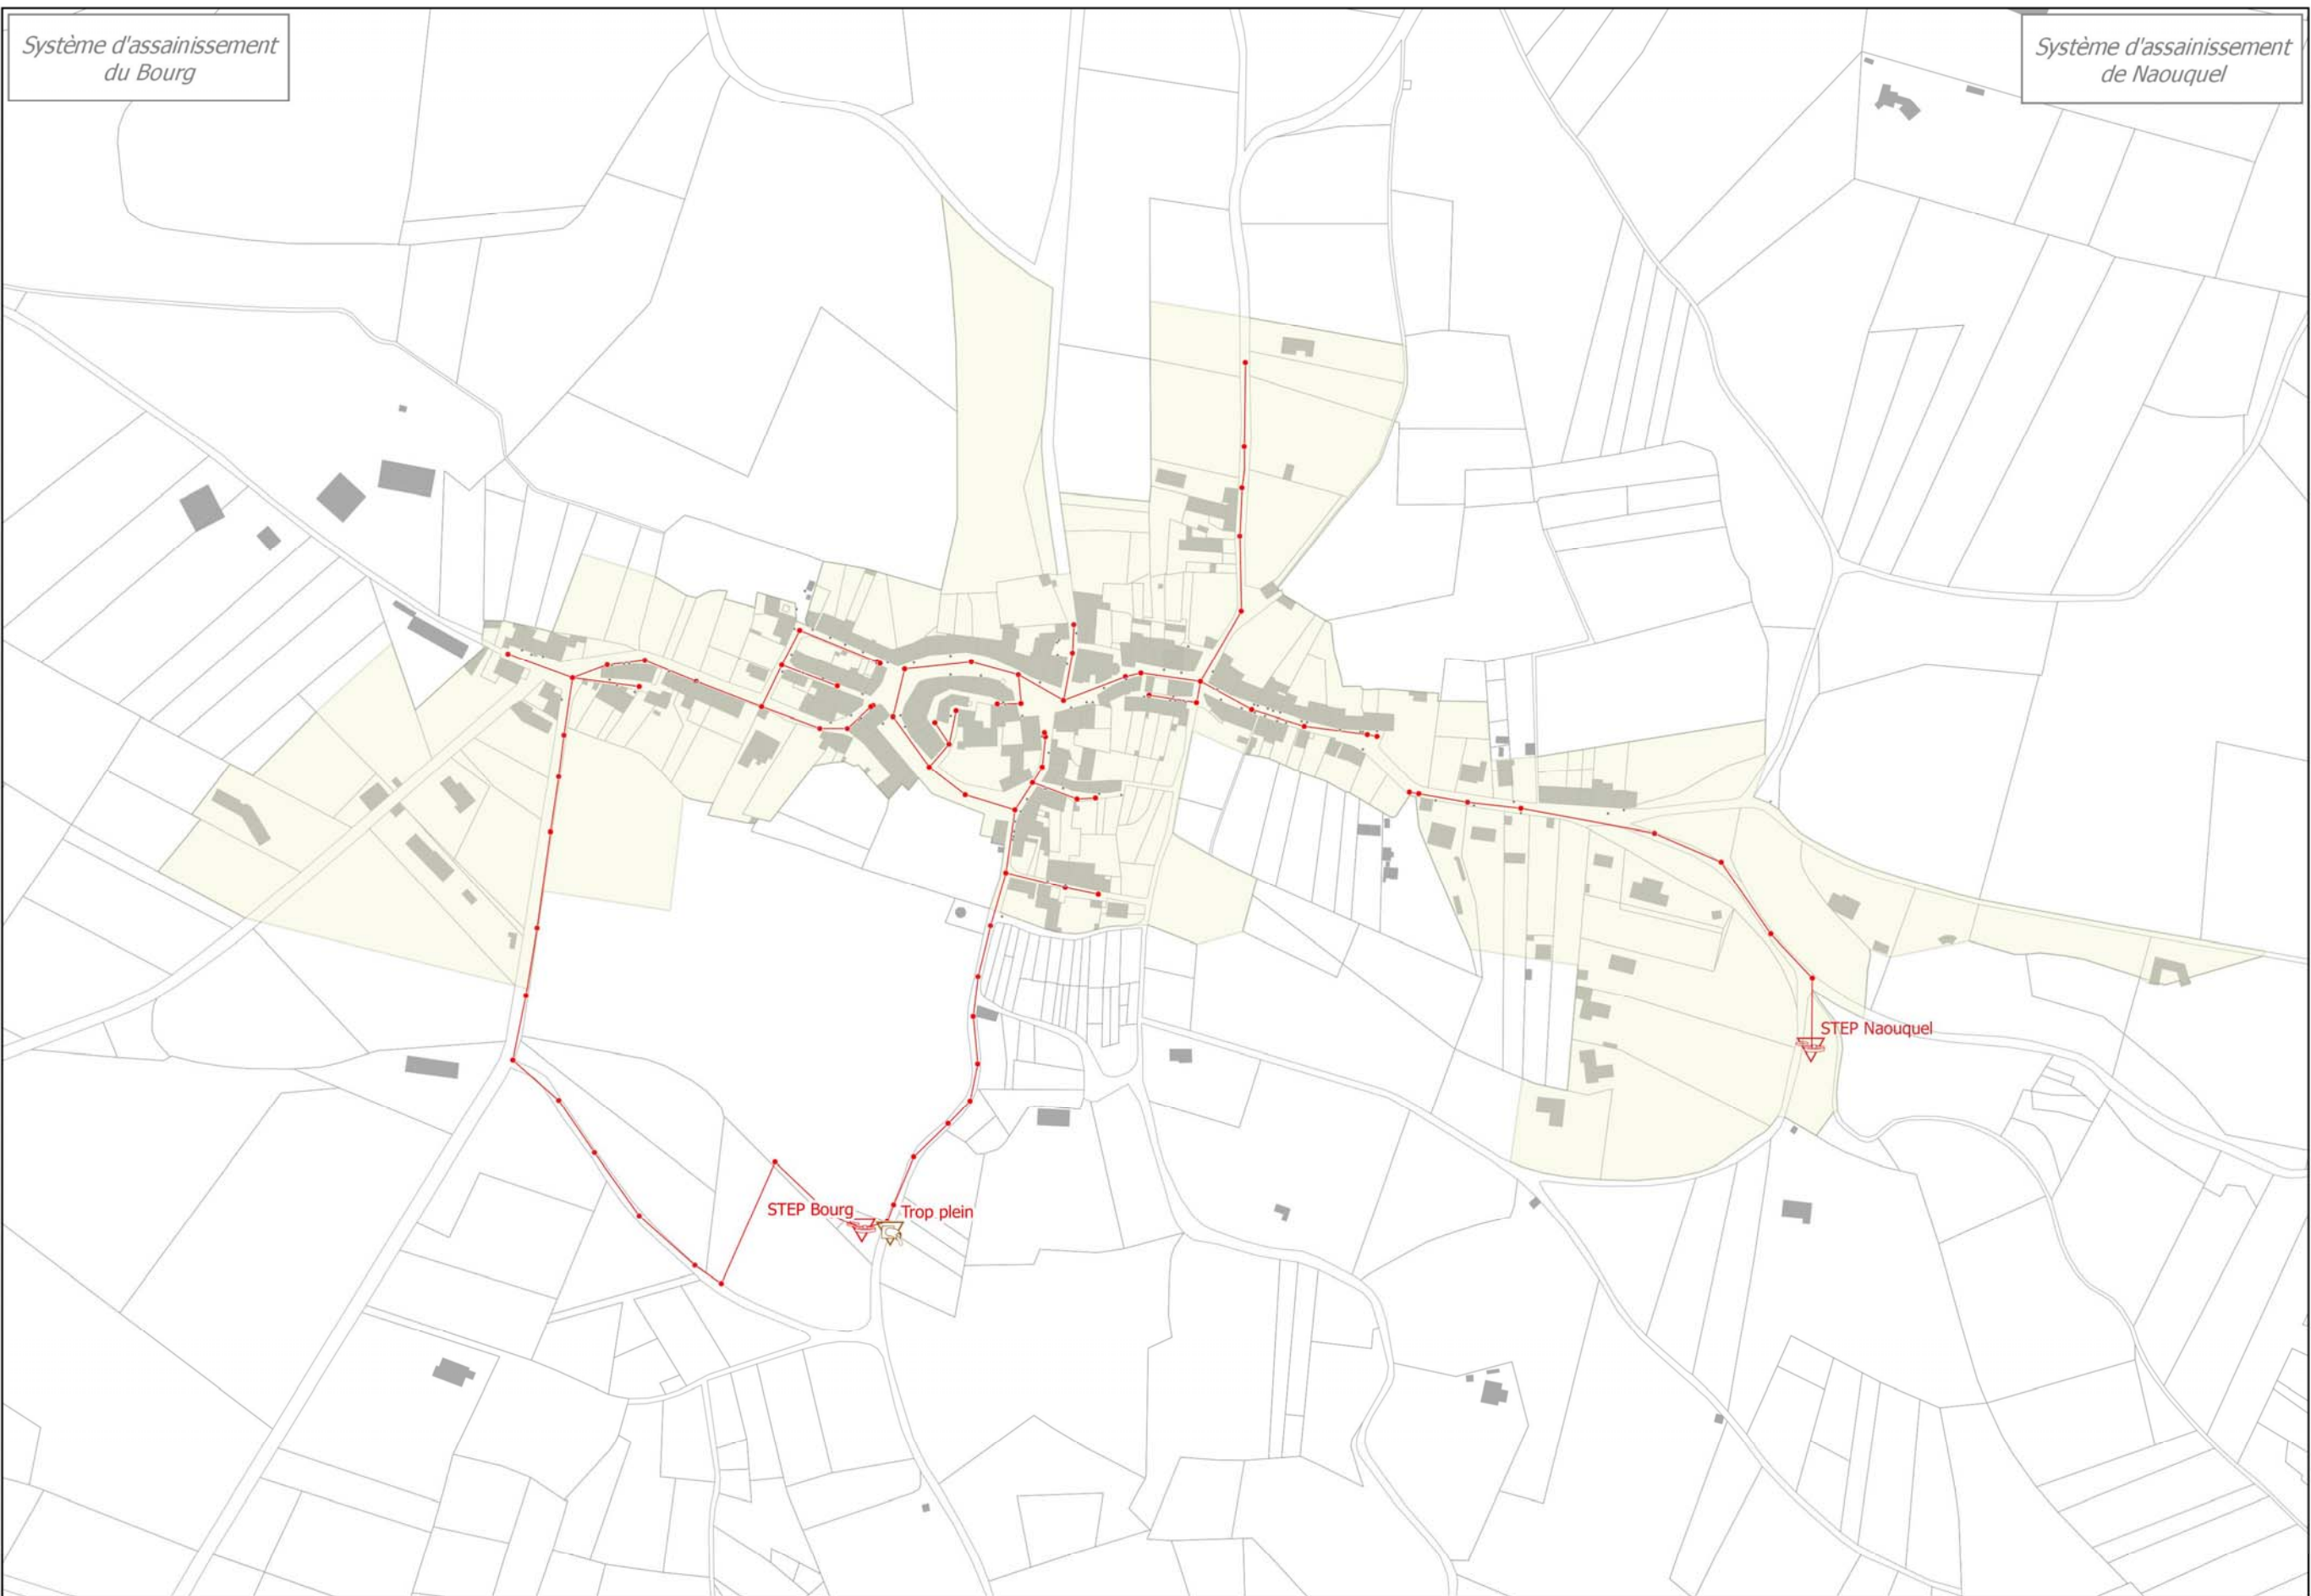 Système d'assainissement
du Bourg
Système d'assainissement
de Naouquel
STEP Naouquel
STEP Bourg
Trop plein